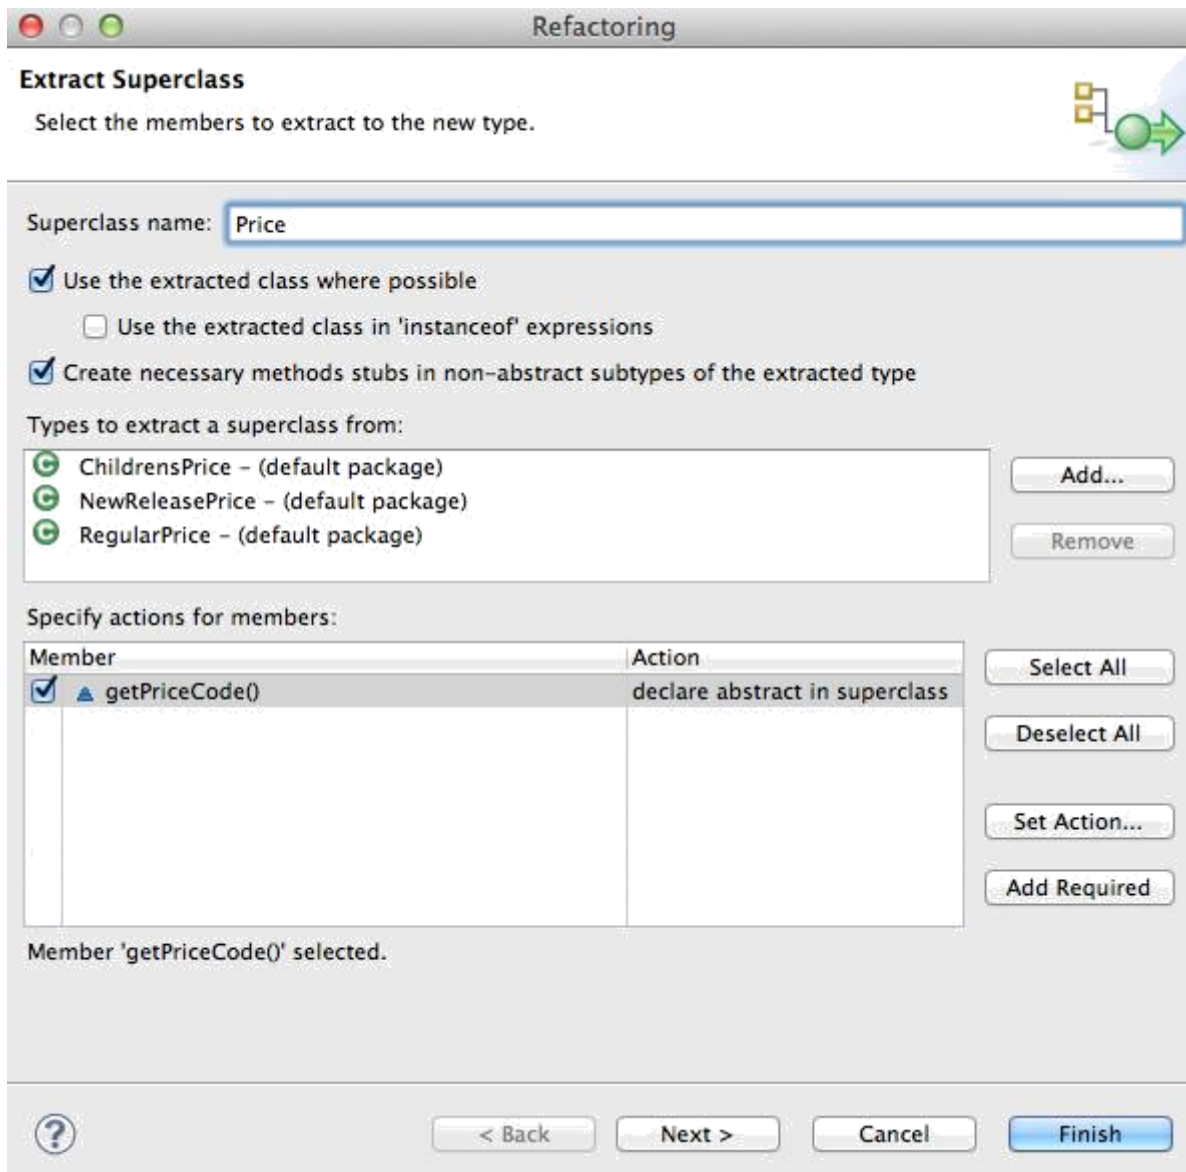 Refactoring
Extract Superclass
Select the members to extract to the new type.
Superclass name: Price
Use the extracted class where possible
Use the extracted class in 'instanceof' expressions
Create necessary methods stubs in non-abstract subtypes of the extracted type
Types to extract a superclass from:
ChildrensPrice – (default package)
NewReleasePrice – (default package)
RegularPrice – (default package)
Add...
Remove
Specify actions for members:
Member Action
getPriceCode() declare abstract in superclass
Select All
Deselect All
Set Action...
Add Required
Member 'getPriceCode()' selected.
? < Back Next > Cancel Finish